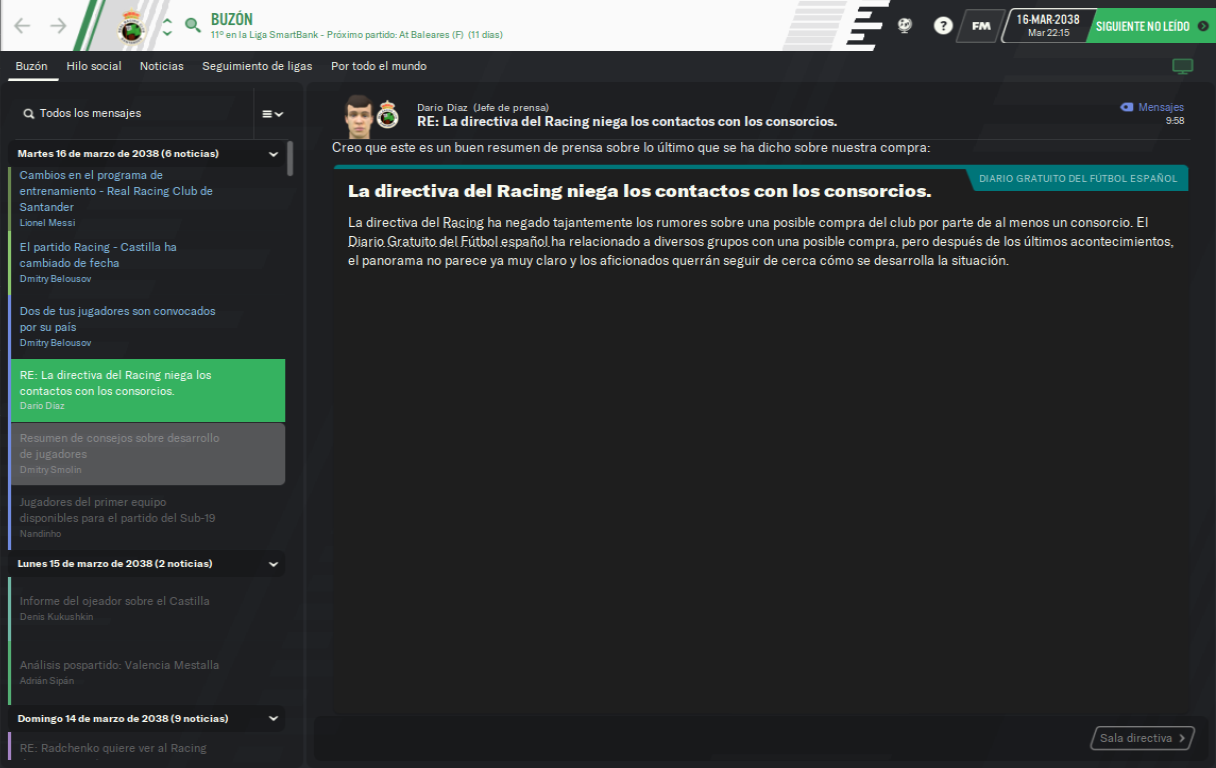 BUZÓN
11º en la Liga SmartBank - Próximo partido: At Baleares (F) (11 días)
?
FM
16-MAR-2038
Mar 22:15
SIGUIENTE NO LEÍDO
Buzón
Hilo social
Noticias
Seguimiento de ligas
Por todo el mundo
Todos los mensajes
Martes 16 de marzo de 2038 (6 noticias)
Cambios en el programa de
entrenamiento - Real Racing Club de
Santander
Lionel Messi
El partido Racing - Castilla ha
cambiado de fecha
Dmitry Belousov
Dos de tus jugadores son convocados
por su país
Dmitry Belousov
RE: La directiva del Racing niega los
contactos con los consorcios.
Darío Díaz
Resumen de consejos sobre desarrollo
de jugadores
Dmitry Smolin
Jugadores del primer equipo
disponibles para el partido del Sub-19
Nandinho
Lunes 15 de marzo de 2038 (2 noticias)
Informe del ojeador sobre el Castilla
Denis Kukushkin
Análisis pospartido: Valencia Mestalla
Adrián Sipán
Domingo 14 de marzo de 2038 (9 noticias)
RE: Radchenko quiere ver al Racing
Darío Díaz (Jefe de prensa)
RE: La directiva del Racing niega los contactos con los consorcios.
Mensajes
9:58
Creo que este es un buen resumen de prensa sobre lo último que se ha dicho sobre nuestra compra:
DIARIO GRATUITO DEL FÚTBOL ESPAÑOL
La directiva del Racing niega los contactos con los consorcios.
La directiva del Racing ha negado tajantemente los rumores sobre una posible compra del club por parte de al menos un consorcio. El
Diario Gratuito del Fútbol español ha relacionado a diversos grupos con una posible compra, pero después de los últimos acontecimientos,
el panorama no parece ya muy claro y los aficionados querrán seguir de cerca cómo se desarrolla la situación.
Sala directiva